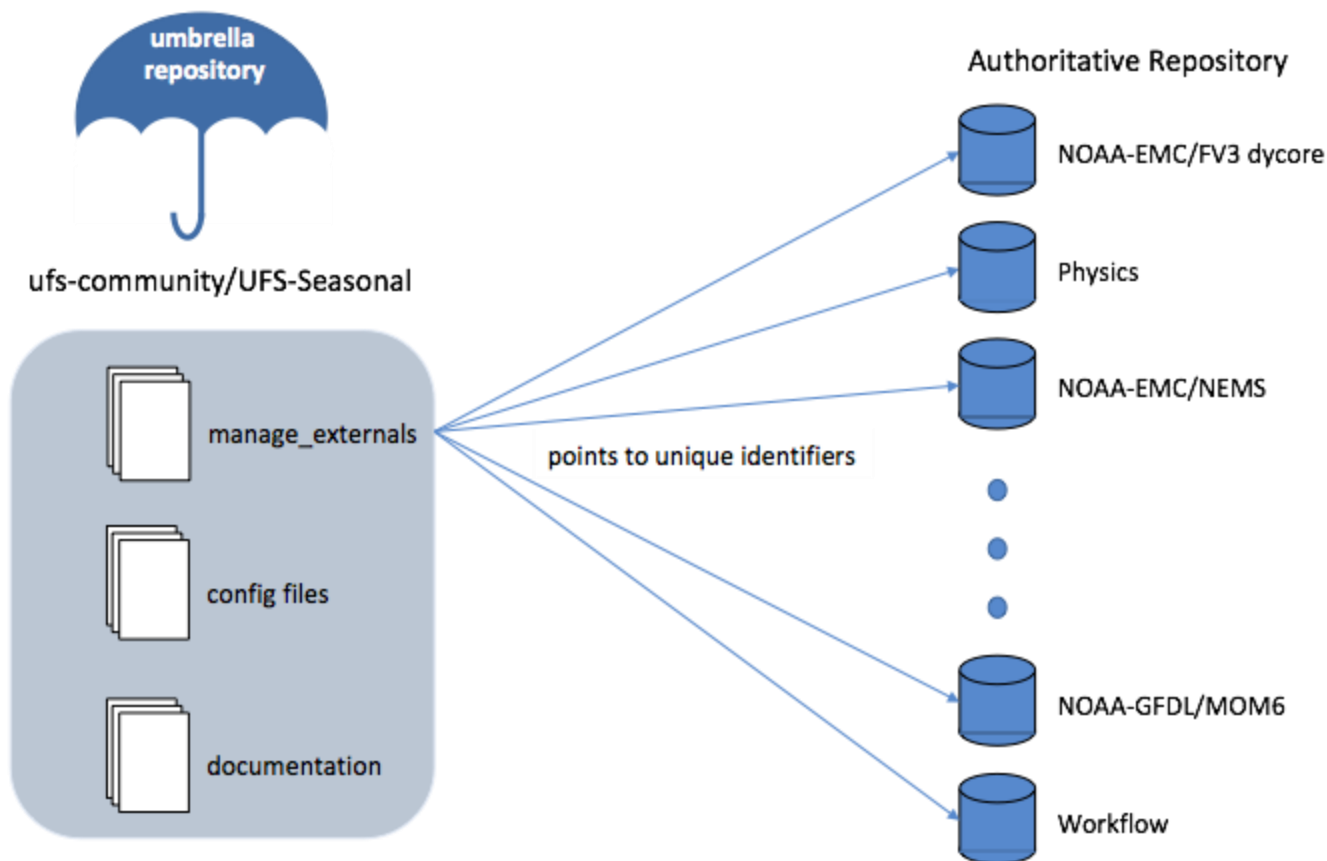 umbrella
repository
ufs-community/UFS-Seasonal
manage_externals
config files
documentation
points to unique identifiers
Authoritative Repository
NOAA-EMC/FV3 dycore
Physics
NOAA-EMC/NEMS
NOAA-GFDL/MOM6
Workflow